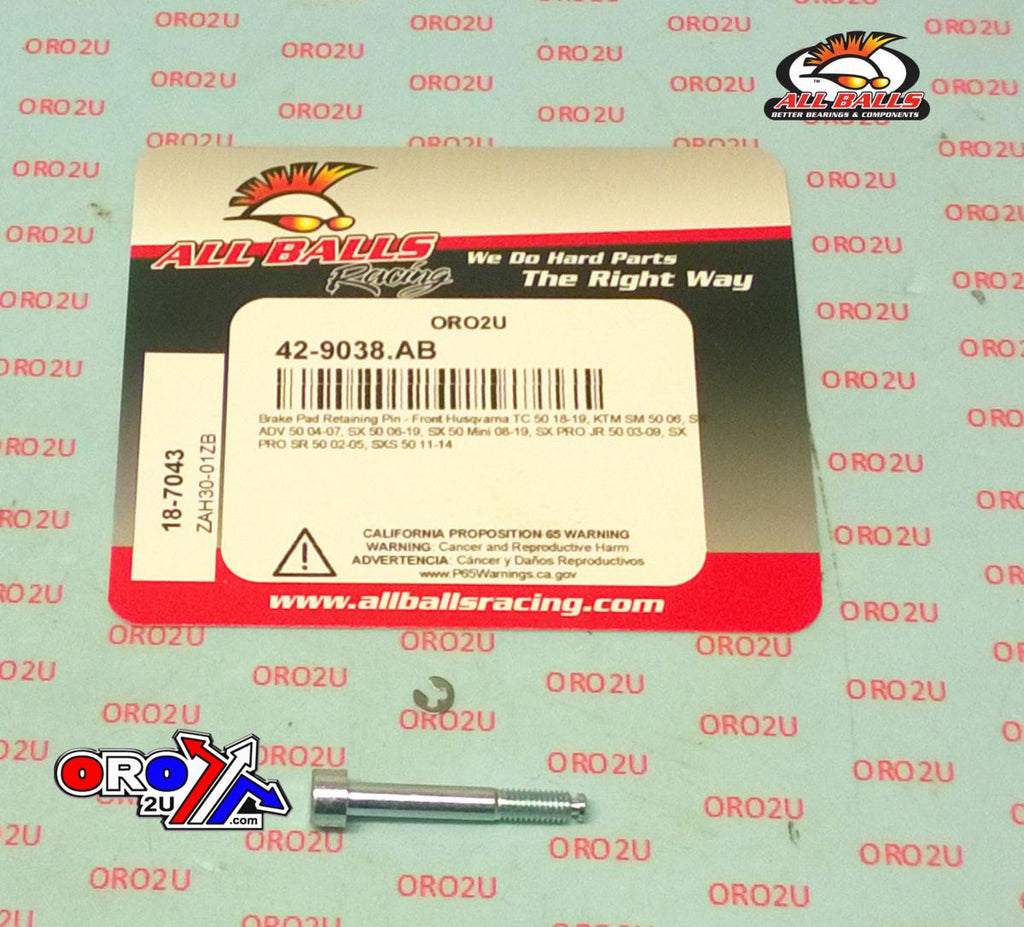 ALL BALLS
BETTER BEARINGS & COMPONENTS
ALL BALLS
Racing
We Do Hard Parts
The Right Way
ORO2U
42-9038.AB
Brake Pad Retaining Pin - Front Husqvarna TC 50 18-19, KTM SM 50 06,
ADV 50 04-07, SX 50 06-19, SX 50 Mini 08-19, SX PRO JR 50 03-09, SX
PRO SR 50 02-05, SXS 50 11-14
18-7043
ZAH30-01ZB
CALIFORNIA PROPOSITION 65 WARNING
WARNING: Cancer and Reproductive Harm
ADVERTENCIA: Cáncer y Daños Reproductivos
www.P65Warnings.ca.gov
www.allballsracing.com
ORO
2U
.com